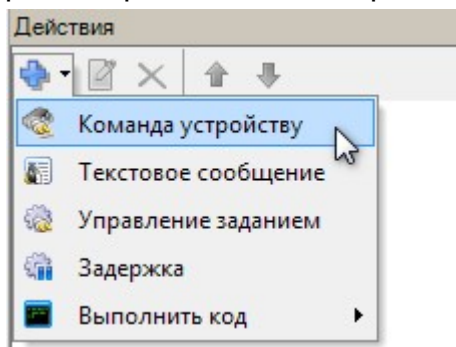 Действия
Команда устройству
Текстовое сообщение
Управление заданием
Задержка
Выполнить код